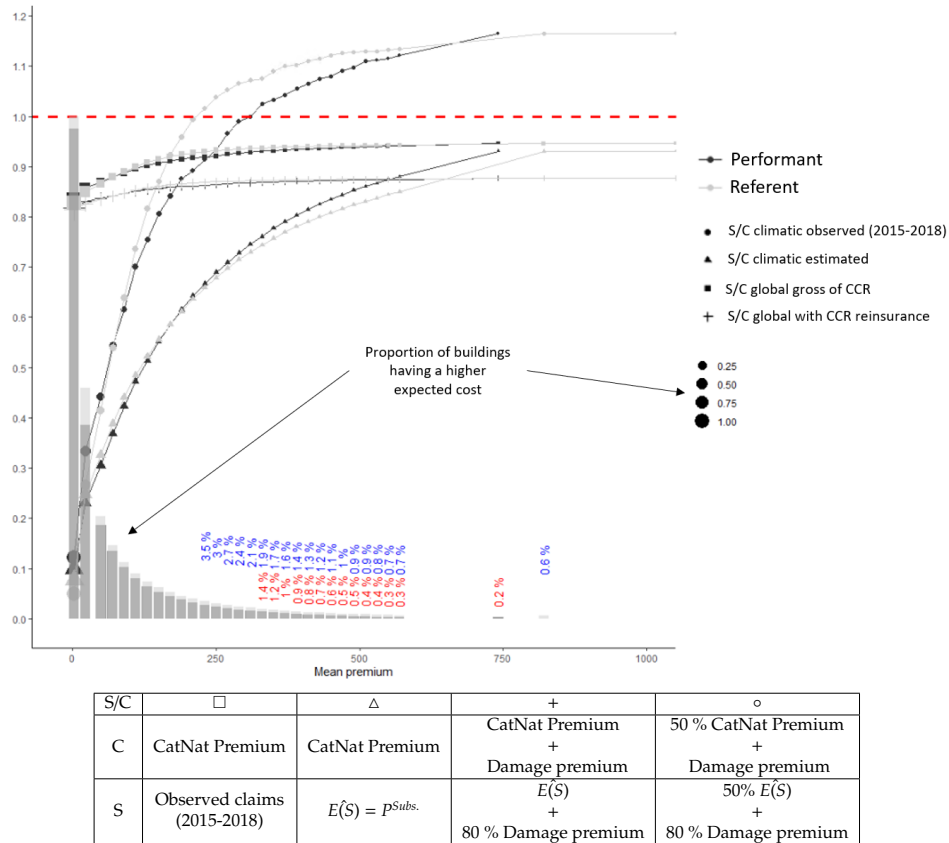 1.2
1.1
1.0
0.9
0.8
0.7
0.6
0.5
0.4
0.3
0.2
0.1
0.0
0
250
500
750
1000
Mean premium
Performant
Referent
S/C climatic observed (2015-2018)
S/C climatic estimated
S/C global gross of CCR
S/C global with CCR reinsurance
0.25
0.50
0.75
1.00
Proportion of buildings
having a higher
expected cost
3.5 %
3 %
2.7 %
2.4 %
2.1 %
1.9 %
1.7 %
1.6 %
1.4 %
1.3 %
1.2 %
1.1 %
1 %
0.9 %
0.9 %
0.8 %
0.7 %
0.7 %
0.6 %
1.4 %
1.2 %
1 %
0.9 %
0.8 %
0.7 %
0.6 %
0.5 %
0.5 %
0.4 %
0.4 %
0.3 %
0.3 %
0.2 %
S/C □ △ + ○
C
CatNat Premium
CatNat Premium
CatNat Premium
+
Damage premium
50 % CatNat Premium
+
Damage premium
S
Observed claims
(2015-2018)
E(̂S) = P^Subs.
E(̂S)
+
80 % Damage premium
50% E(̂S)
+
80 % Damage premium